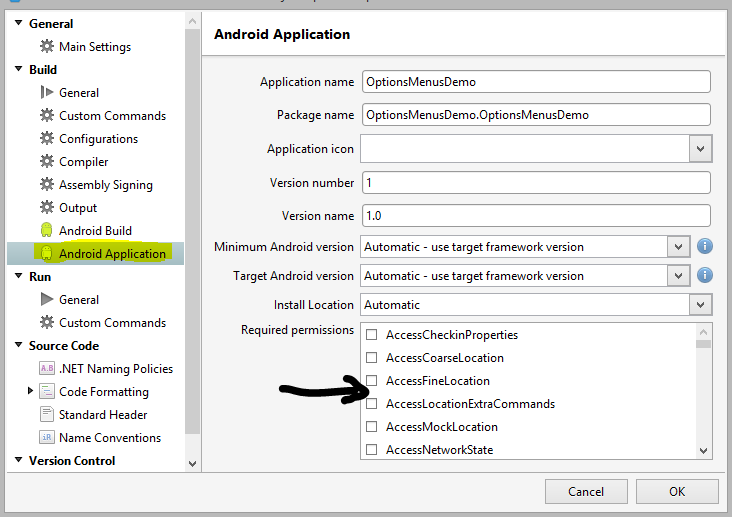 General
Main Settings
Build
General
Custom Commands
Configurations
Compiler
Assembly Signing
Output
Android Build
Android Application
Run
General
Custom Commands
Source Code
A.B .NET Naming Policies
Code Formatting
Standard Header
iR Name Conventions
Version Control
Android Application
Application name OptionsMenusDemo
Package name OptionsMenusDemo.OptionsMenusDemo
Application icon
Version number 1
Version name 1.0
Minimum Android version Automatic - use target framework version i
Target Android version Automatic - use target framework version i
Install Location Automatic
Required permissions
AccessCheckinProperties
AccessCoarseLocation
AccessFineLocation
AccessLocationExtraCommands
AccessMockLocation
AccessNetworkState
Cancel OK